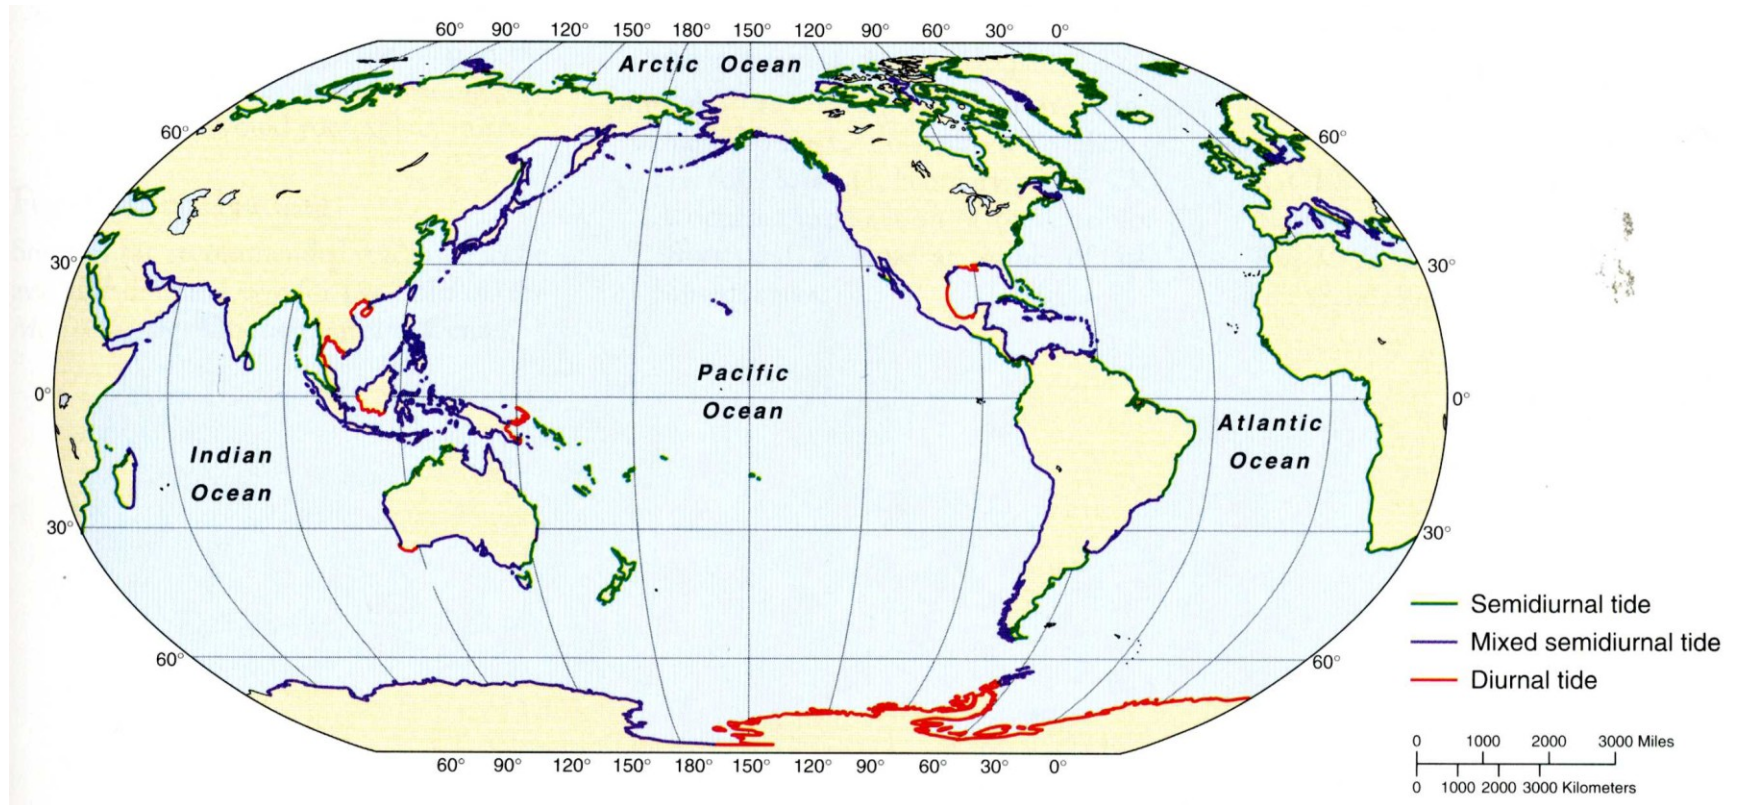 60° 90° 120° 150° 180° 150° 120° 90° 60° 30° 0°
Arctic Ocean
60° 60°
30° 30°
Pacific
Ocean
0° 0°
Atlantic
Ocean
Indian
Ocean
30° 30°
Semidiurnal tide
Mixed semidiurnal tide
Diurnal tide
60° 60°
0 1000 2000 3000 Miles
60° 90° 120° 150° 180° 150° 120° 90° 60° 30° 0°
0 1000 2000 3000 Kilometers